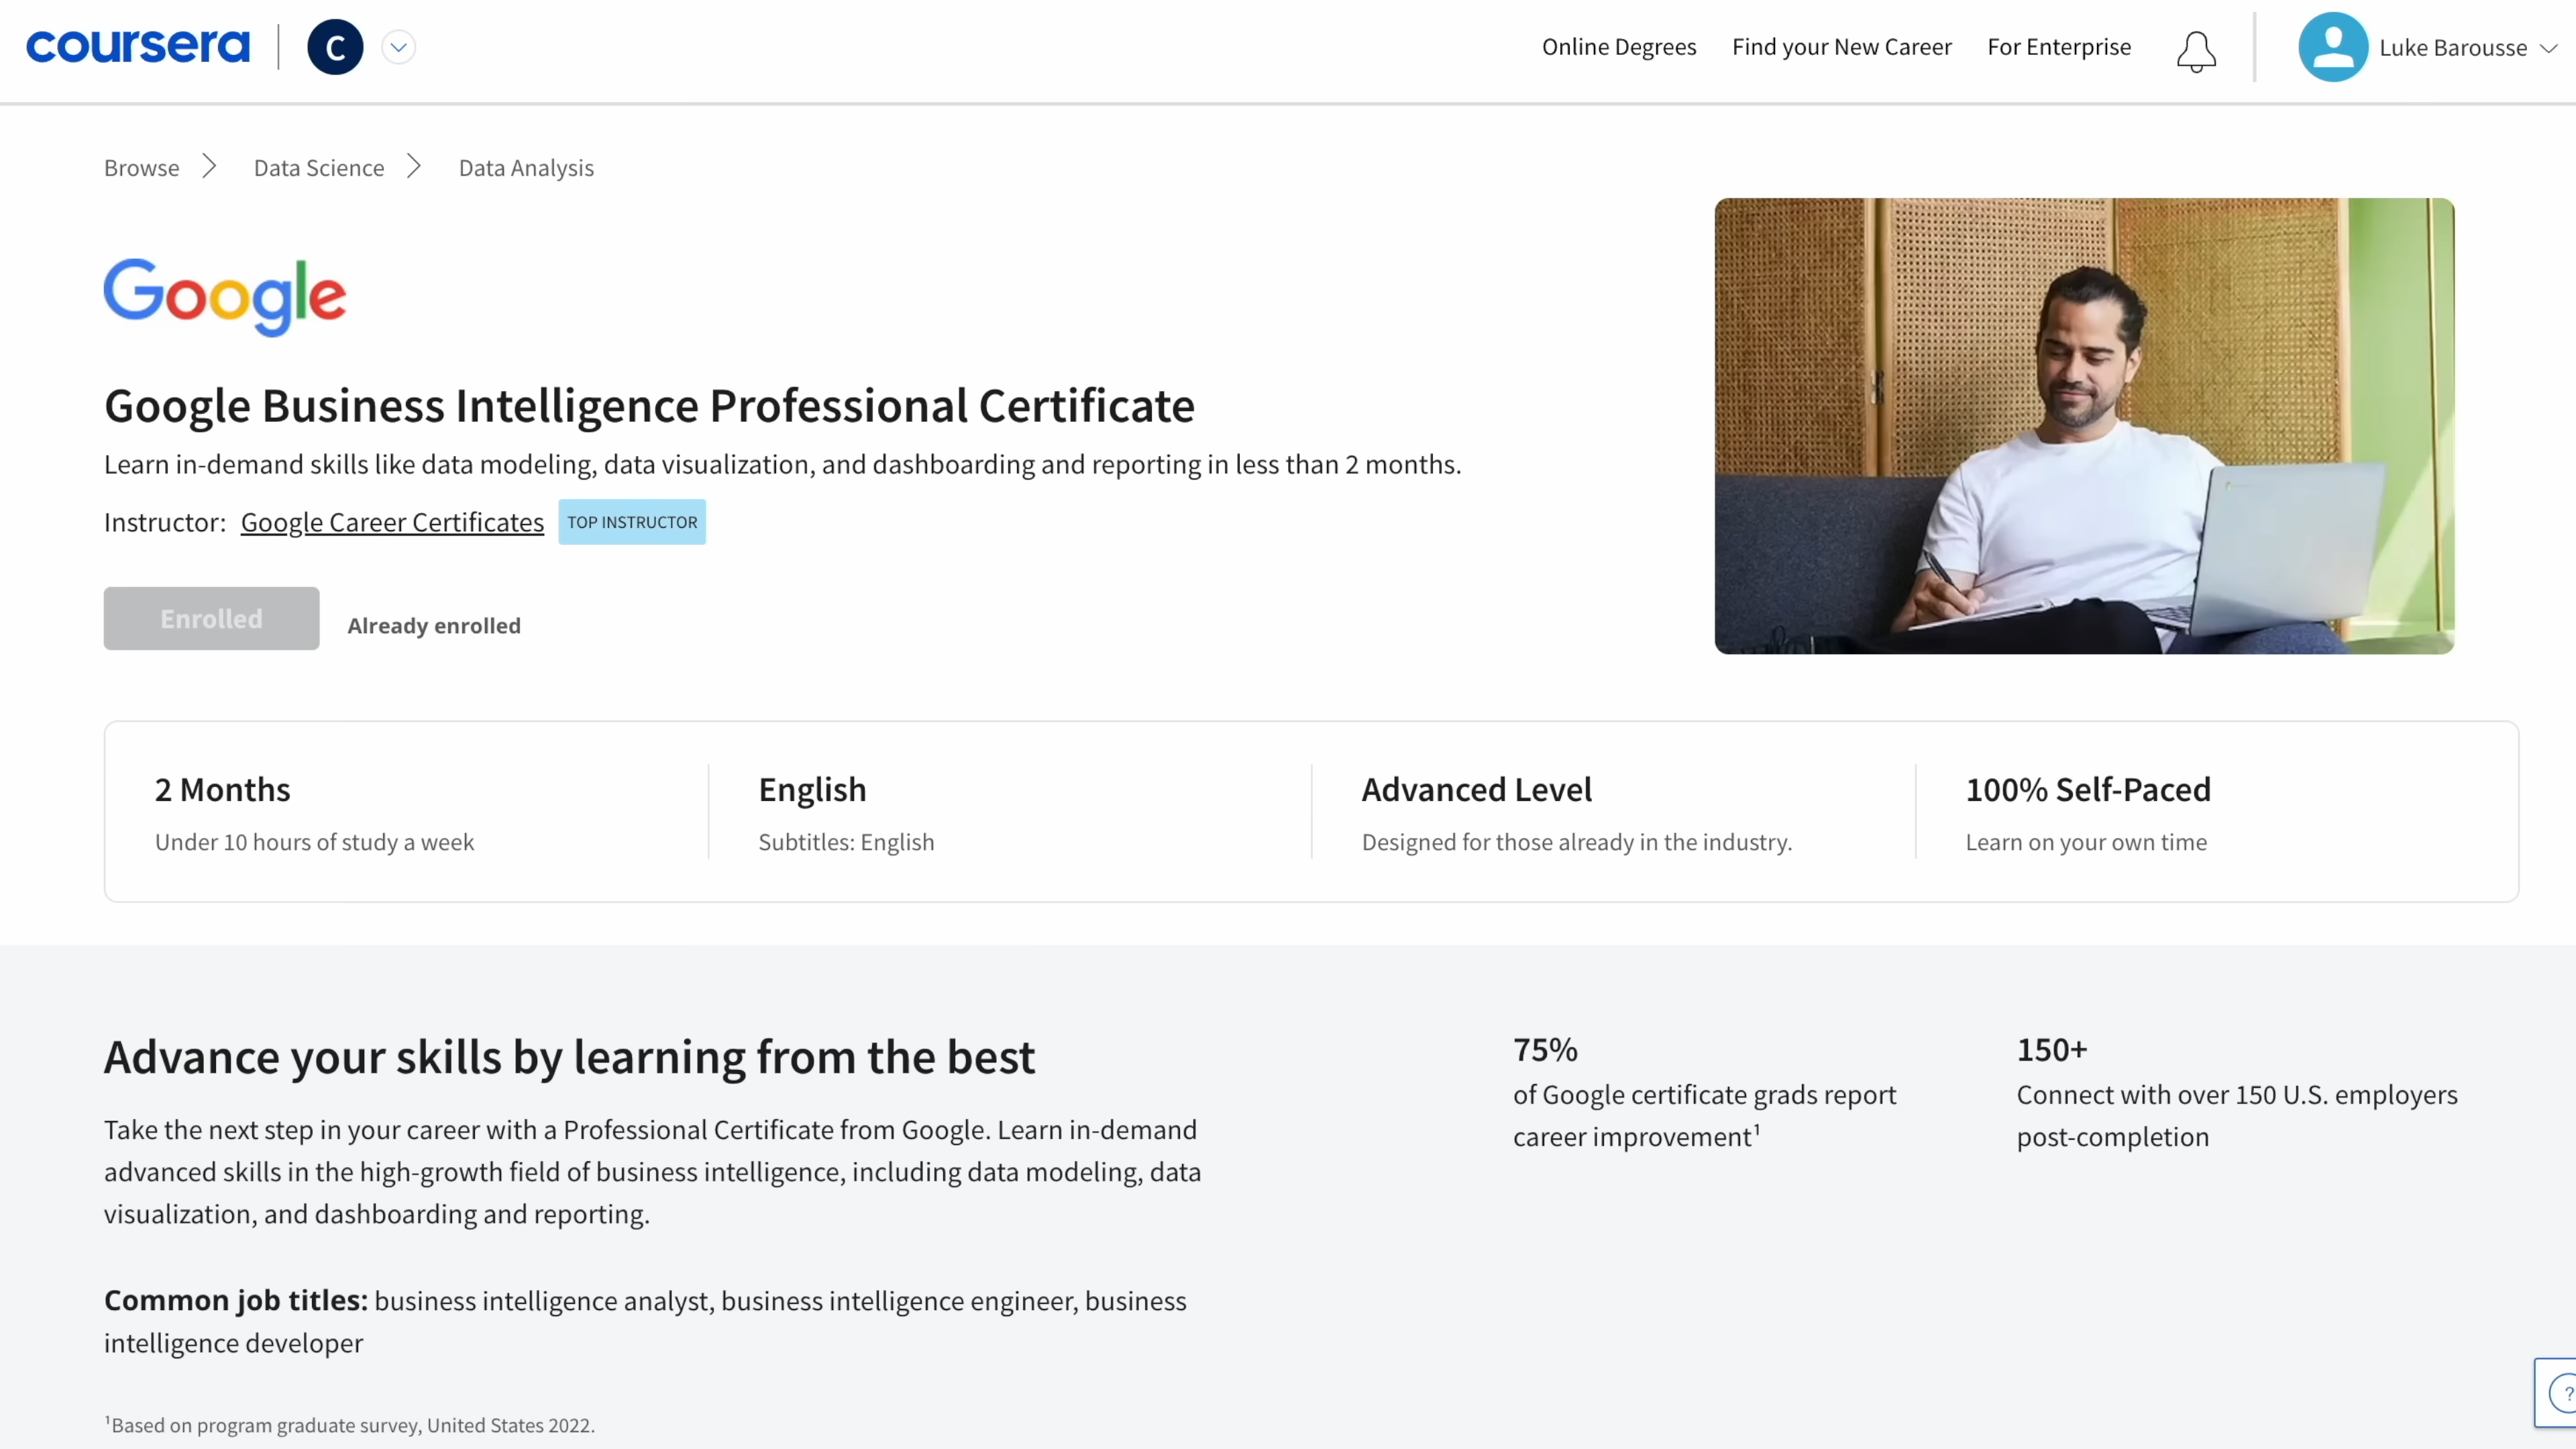 coursera
C
Online Degrees
Find your New Career
For Enterprise
Luke Barousse
Browse
Data Science
Data Analysis
Google
Google Business Intelligence Professional Certificate
Learn in-demand skills like data modeling, data visualization, and dashboarding and reporting in less than 2 months.
Instructor: Google Career Certificates TOP INSTRUCTOR
Enrolled
Already enrolled
2 Months
Under 10 hours of study a week
English
Subtitles: English
Advanced Level
Designed for those already in the industry.
100% Self-Paced
Learn on your own time
Advance your skills by learning from the best
Take the next step in your career with a Professional Certificate from Google. Learn in-demand
advanced skills in the high-growth field of business intelligence, including data modeling, data
visualization, and dashboarding and reporting.
Common job titles: business intelligence analyst, business intelligence engineer, business
intelligence developer
¹Based on program graduate survey, United States 2022.
75%
of Google certificate grads report
career improvement¹
150+
Connect with over 150 U.S. employers
post-completion
?